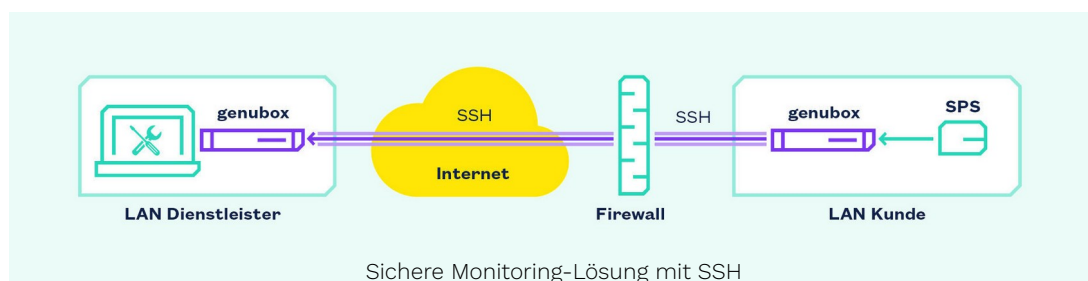 genubox
SSH
SSH
genubox
SPS
Internet
LAN Dienstleister
Firewall
LAN Kunde
Sichere Monitoring-Lösung mit SSH